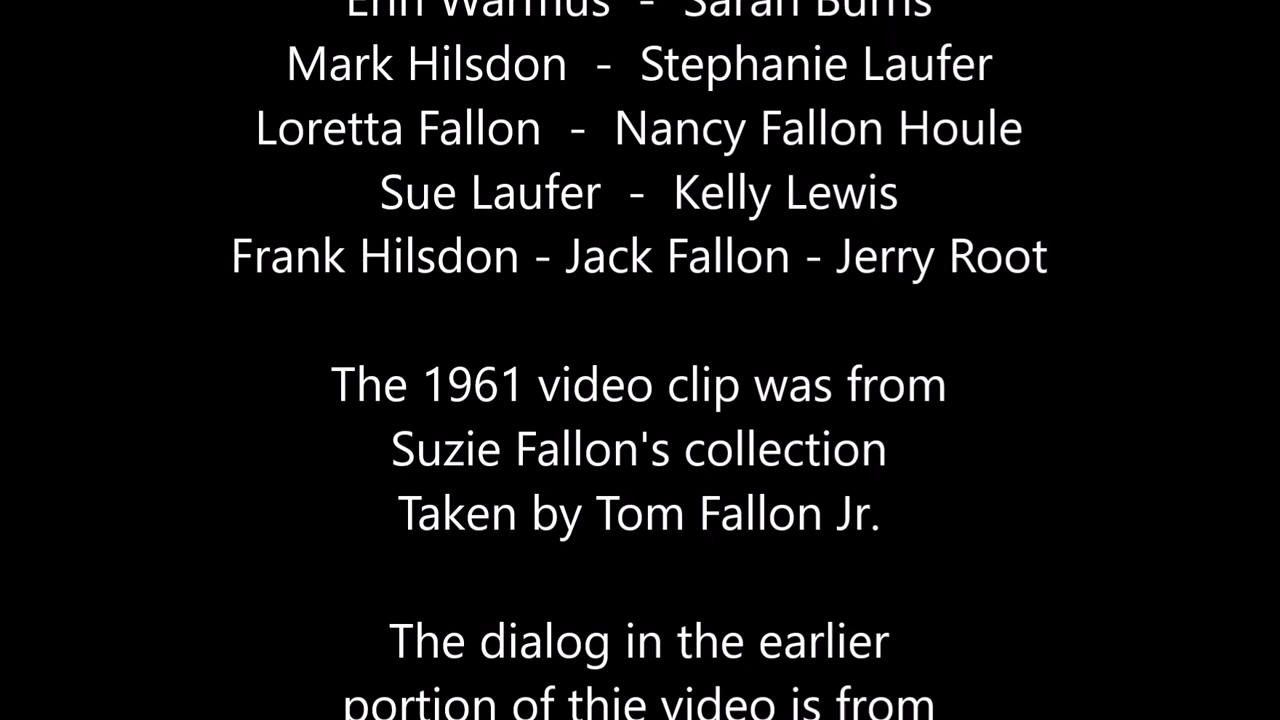 Erin Warmus - Sarah Burns
Mark Hilsdon - Stephanie Laufer
Loretta Fallon - Nancy Fallon Houle
Sue Laufer - Kelly Lewis
Frank Hilsdon - Jack Fallon - Jerry Root
The 1961 video clip was from
Suzie Fallon's collection
Taken by Tom Fallon Jr.
The dialog in the earlier
portion of thie video is from